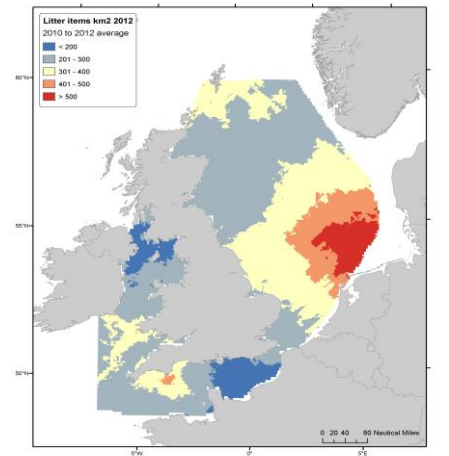 Litter items km2 2012
2010 to 2012 average
< 200
201 - 300
301 - 400
401 - 500
> 500
60°N
55°N
50°N
0 20 40 80 Nautical Miles
5°W 0°E 5°E